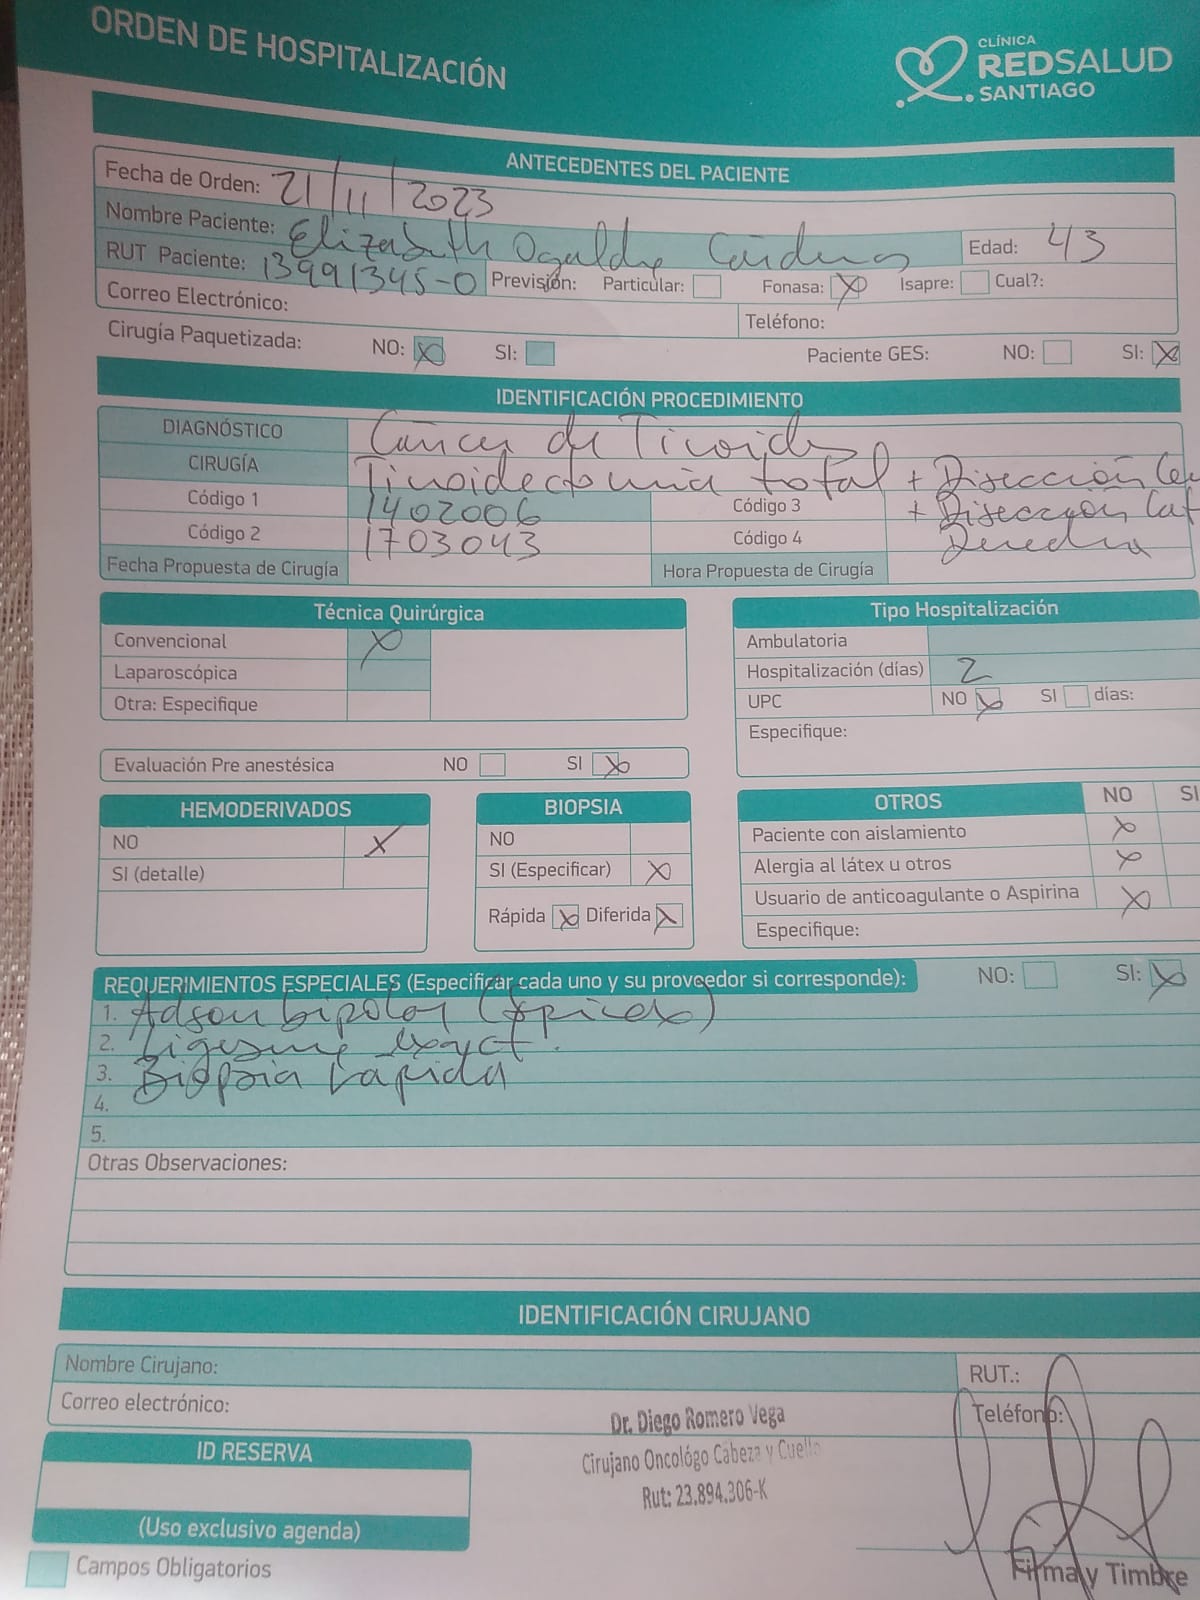 ORDEN DE HOSPITALIZACIÓN
CLÍNICA
REDSALUD
SANTIAGO
ANTECEDENTES DEL PACIENTE
Fecha de Orden: 21/11/2023
Nombre Paciente: Elizabeth Ogalde Cárdenas Edad: 43
RUT Paciente: 13991345-0 Previsión: Particular: Fonasa: X Isapre: Cual?:
Correo Electrónico: Teléfono:
Cirugía Paquetizada: NO: X SI: Paciente GES: NO: SI: X
IDENTIFICACIÓN PROCEDIMIENTO
DIAGNÓSTICO Cáncer de Tiroides
CIRUGÍA Tiroidectomia total + Disección
Código 1 1402006 Código 3 + Disección
Código 2 1703043 Código 4 Derecha
Fecha Propuesta de Cirugía Hora Propuesta de Cirugía
Técnica Quirúrgica Tipo Hospitalización
Convencional X Ambulatoria
Laparoscópica Hospitalización (días) 2
Otra: Especifique UPC NO X SI días:
Especifique:
Evaluación Pre anestésica NO SI X
HEMODERIVADOS BIOPSIA OTROS NO SI
NO X NO Paciente con aislamiento X
SI (detalle) SI (Especificar) X Alergia al látex u otros X
Rápida X Diferida X Usuario de anticoagulante o Aspirina X
Especifique:
REQUERIMIENTOS ESPECIALES (Especificar cada uno y su proveedor si corresponde): NO: SI: X
1. Adson bipolar
2. Ligasure exact
3. Biopsia Rapida
4.
5.
Otras Observaciones:
IDENTIFICACIÓN CIRUJANO
Nombre Cirujano: RUT.:
Correo electrónico: Teléfono:
Dr. Diego Romero Vega
Cirujano Oncológo Cabeza y Cuello
Rut: 23.894.306-K
ID RESERVA
(Uso exclusivo agenda)
Campos Obligatorios
Firma y Timbre